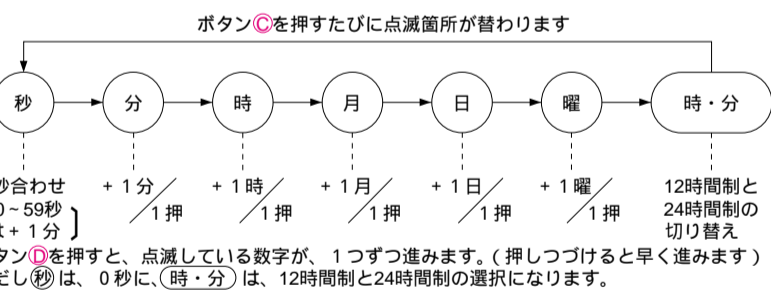 ボタンⒸを押すたびに点滅箇所が替わります
秒 分 時 月 日 曜 時・分
秒合わせ
0~59秒
は+1分
+1分/1押
+1時/1押
+1月/1押
+1日/1押
+1曜/1押
12時間制と
24時間制の
切り替え
タンⒹを押すと、点滅している数字が、1つずつ進みます。(押しつづけると早く進みます)
だし秒は、0秒に、時・分は、12時間制と24時間制の選択になります。